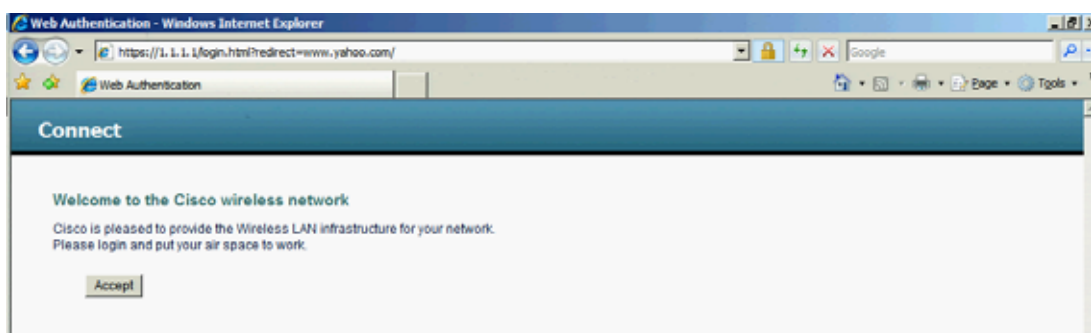 Web Authentication - Windows Internet Explorer
https://1.1.1.1/login.html?redirect=www.yahoo.com/
Google
Web Authentication
Page
Tools
Connect
Welcome to the Cisco wireless network
Cisco is pleased to provide the Wireless LAN infrastructure for your network.
Please login and put your air space to work.
Accept